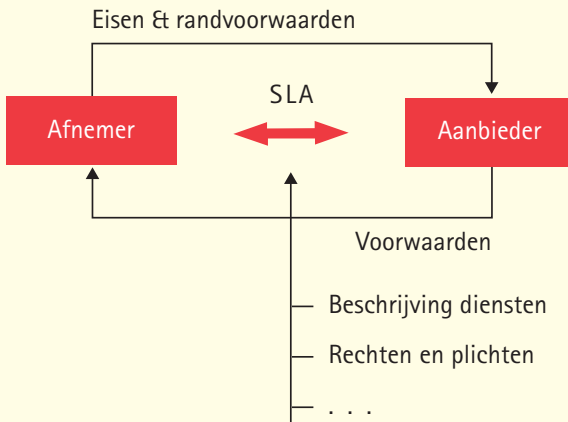 Eisen & randvoorwaarden
SLA
Afnemer
Aanbieder
Voorwaarden
Beschrijving diensten
Rechten en plichten
. . .